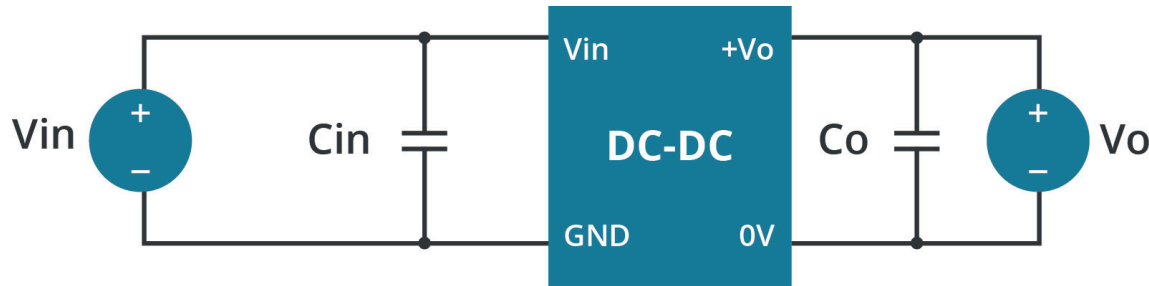 Vin
+
−
Cin
Vin +Vo
DC-DC
GND 0V
Co
+
−
Vo